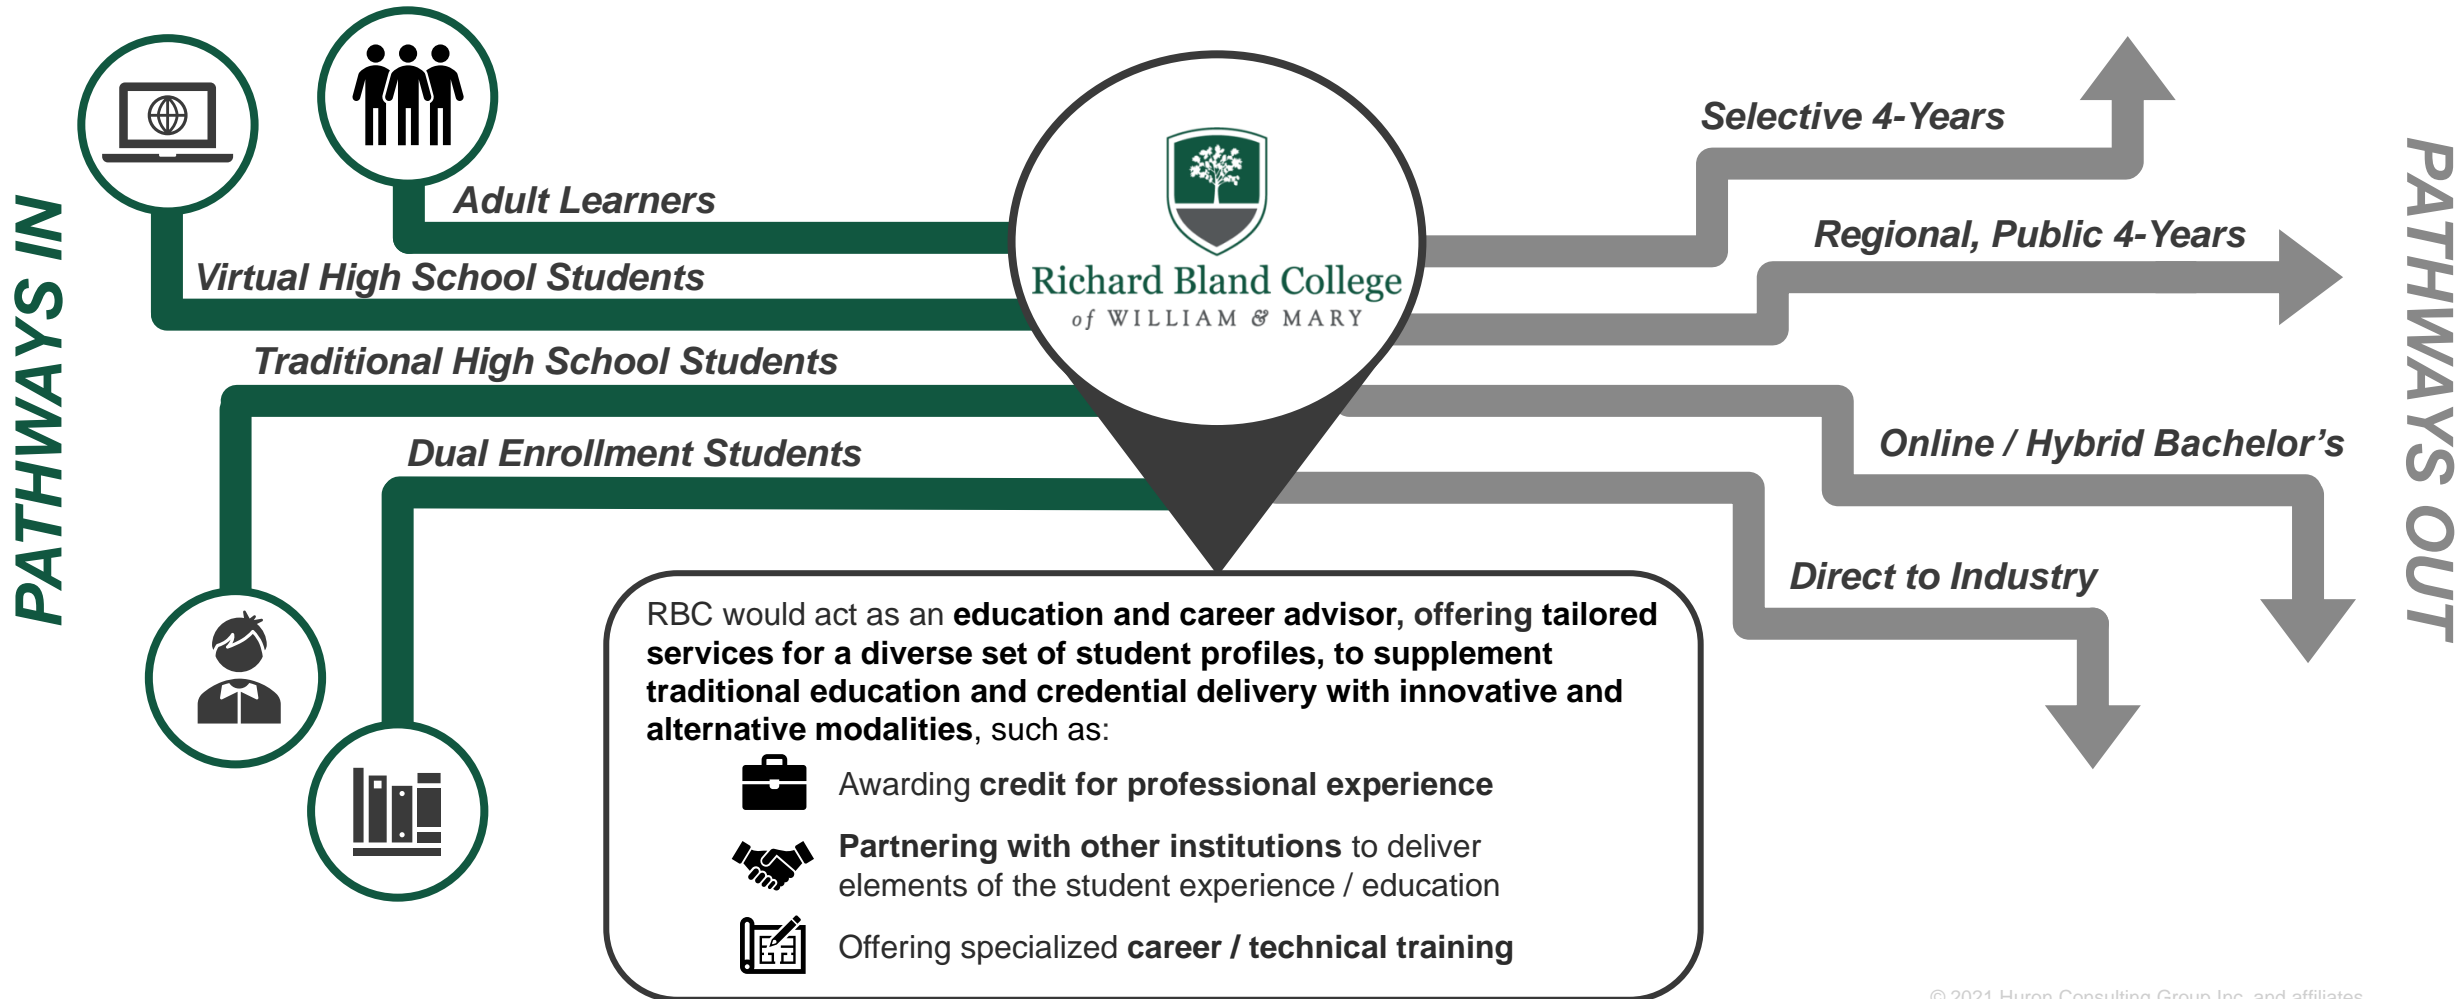 PATHWAYS IN
Adult Learners
Virtual High School Students
Traditional High School Students
Dual Enrollment Students
Richard Bland College
of WILLIAM & MARY
Selective 4-Years
Regional, Public 4-Years
Online / Hybrid Bachelor’s
Direct to Industry
PATHWAYS OUT
RBC would act as an education and career advisor, offering tailored
services for a diverse set of student profiles, to supplement
traditional education and credential delivery with innovative and
alternative modalities, such as:
Awarding credit for professional experience
Partnering with other institutions to deliver
elements of the student experience / education
Offering specialized career / technical training
© 2021 Huron Consulting Group Inc. and affiliates